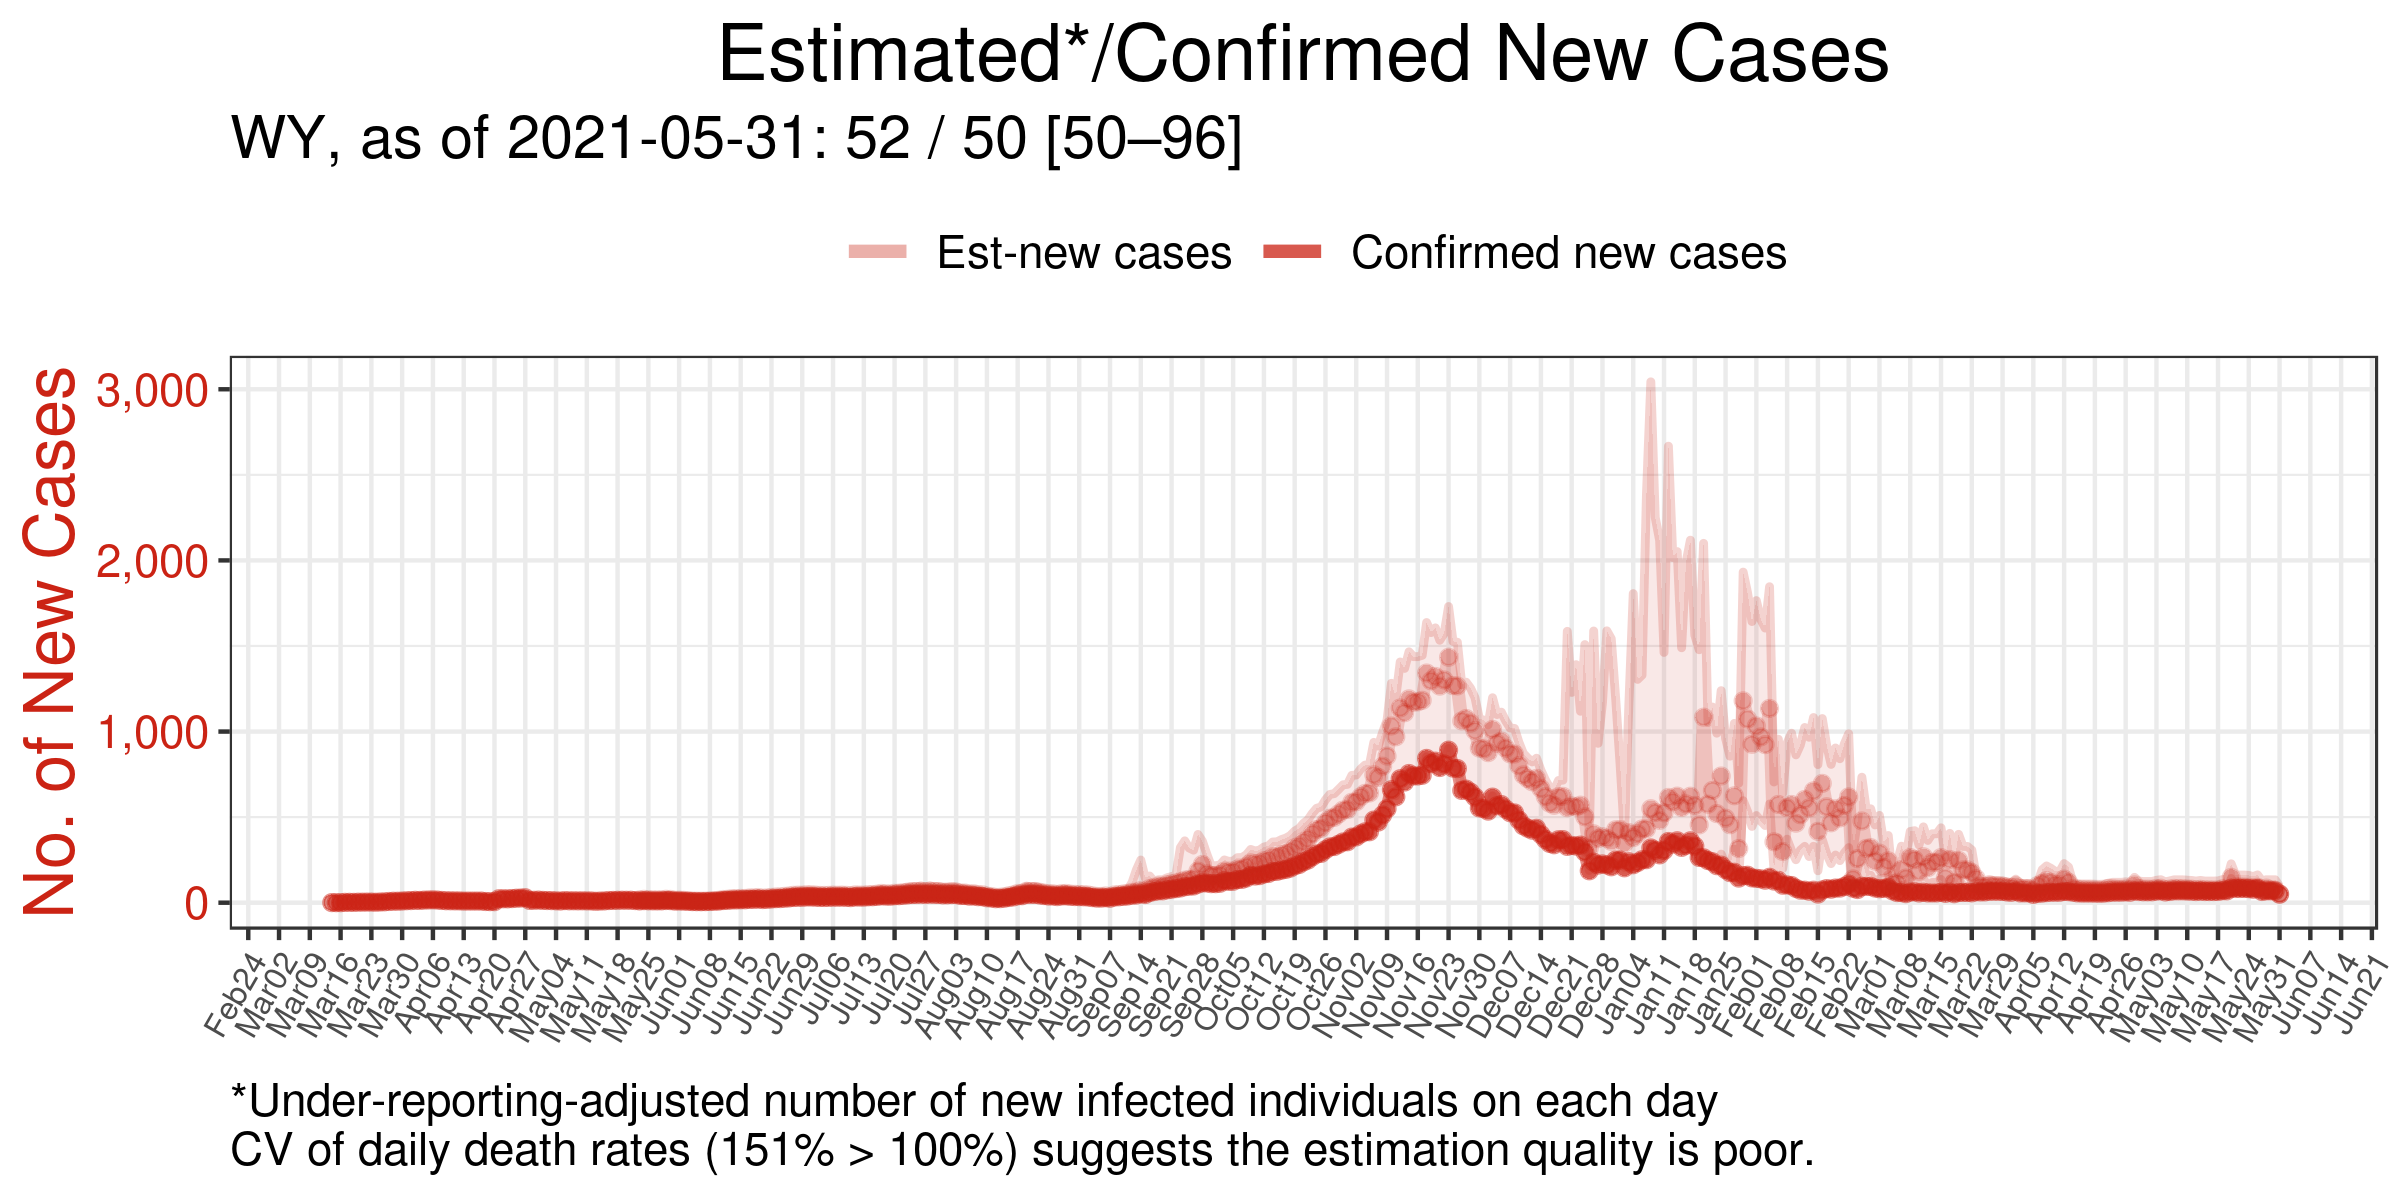 Estimated*/Confirmed New Cases
WY, as of 2021-05-31: 52 / 50 [50–96]
Est-new cases
Confirmed new cases
No. of New Cases
3,000
2,000
1,000
0
Feb24
Mar02
Mar09
Mar16
Mar23
Mar30
Apr06
Apr13
Apr20
Apr27
May04
May11
May18
May25
Jun01
Jun08
Jun15
Jun22
Jun29
Jul06
Jul13
Jul20
Jul27
Aug03
Aug10
Aug17
Aug24
Aug31
Sep07
Sep14
Sep21
Sep28
Oct05
Oct12
Oct19
Oct26
Nov02
Nov09
Nov16
Nov23
Nov30
Dec07
Dec14
Dec21
Dec28
Jan04
Jan11
Jan18
Jan25
Feb01
Feb08
Feb15
Feb22
Mar01
Mar08
Mar15
Mar22
Mar29
Apr05
Apr12
Apr19
Apr26
May03
May10
May17
May24
May31
Jun07
Jun14
Jun21
*Under-reporting-adjusted number of new infected individuals on each day
CV of daily death rates (151% > 100%) suggests the estimation quality is poor.